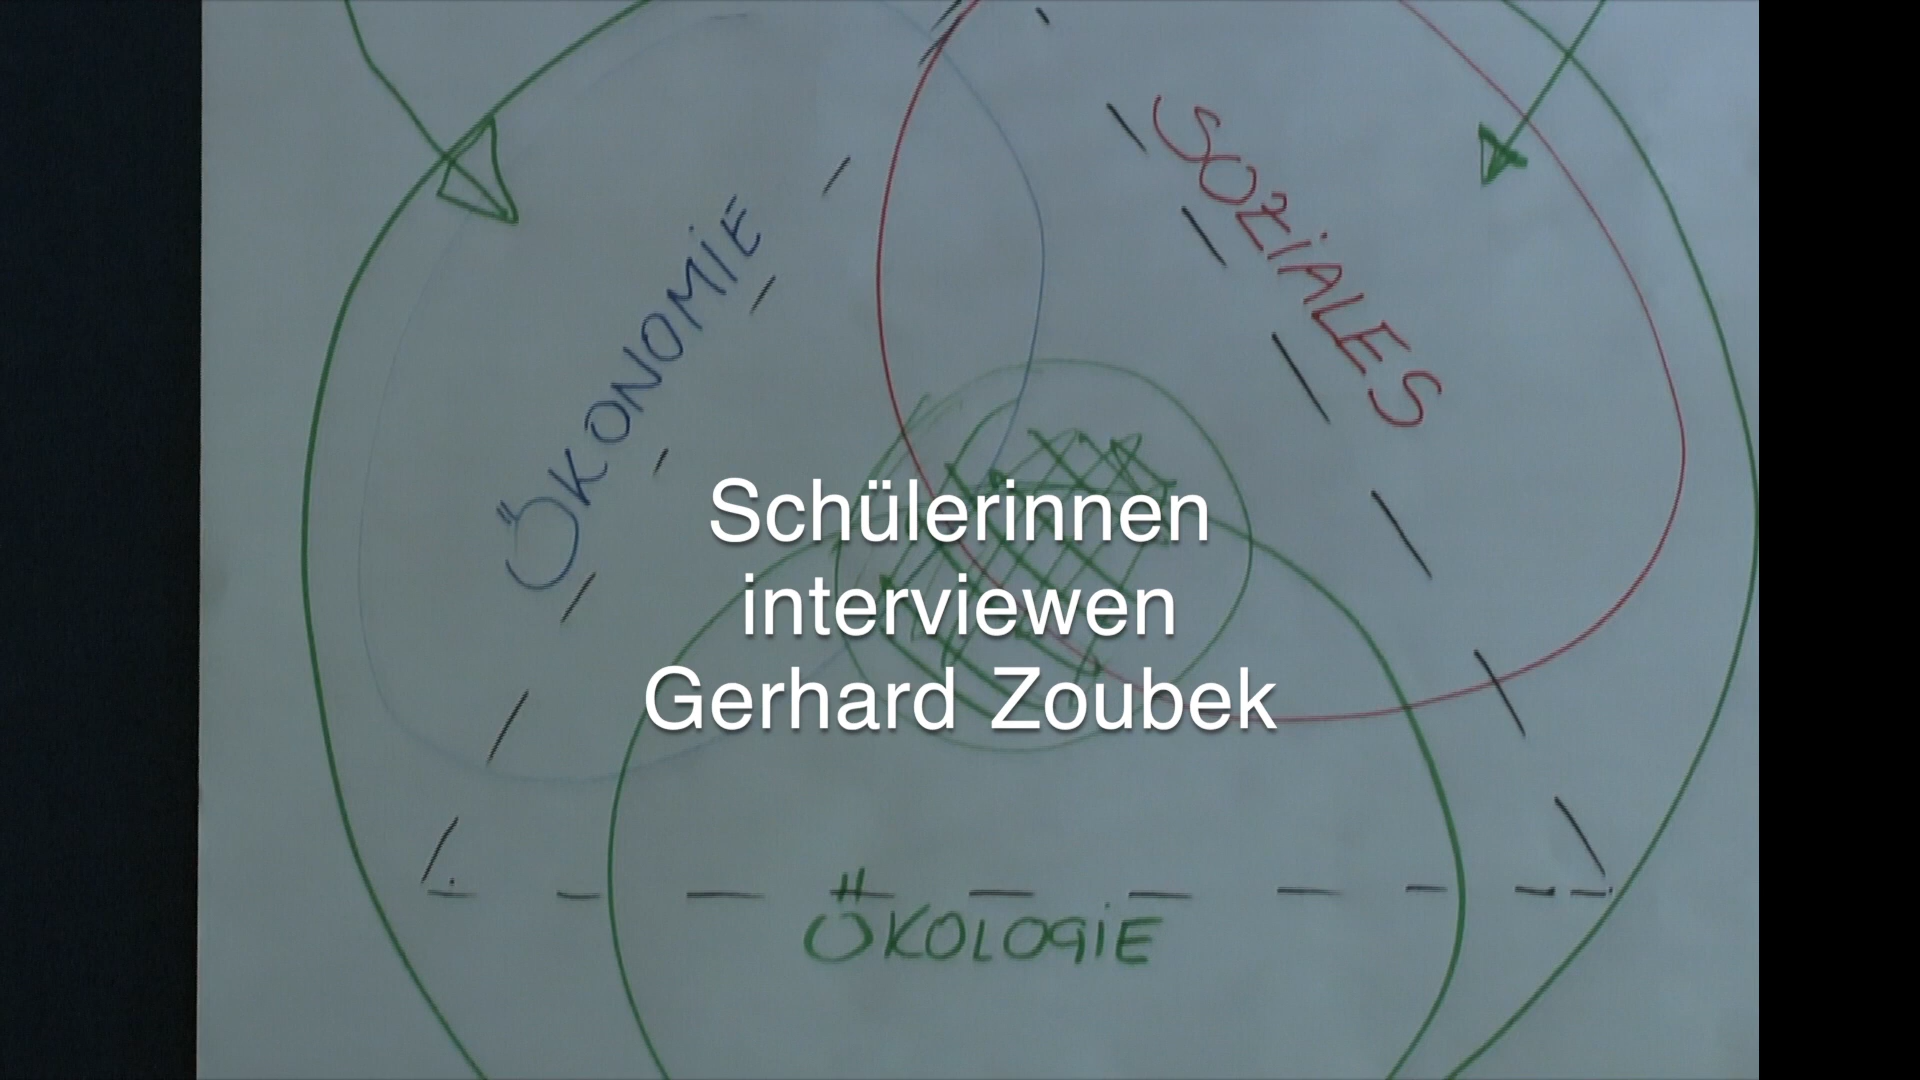 ÖKONOMIE
SOZIALES
Schülerinnen
interviewen
Gerhard Zoubek
ÖKOLOGIE